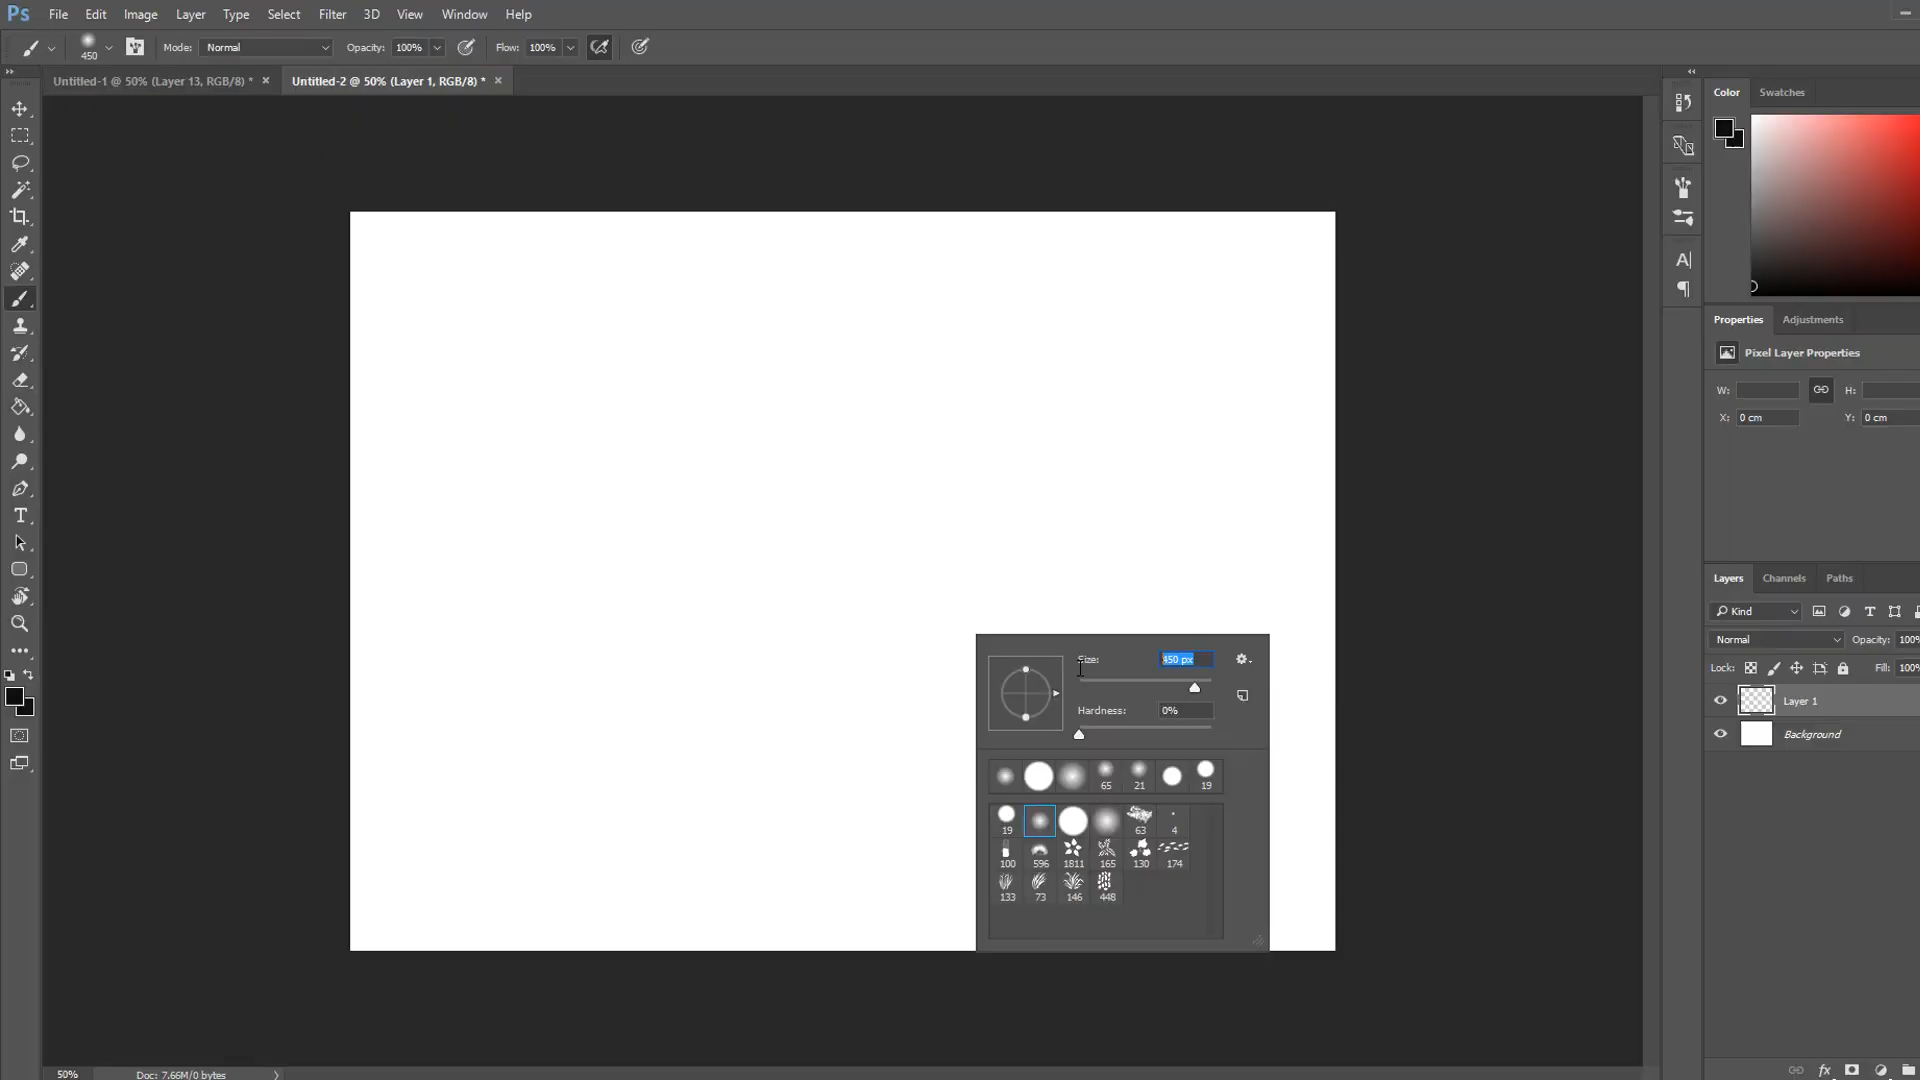 Ps File Edit Image Layer Type Select Filter 3D View Window Help
450 Mode: Normal Opacity: 100% Flow: 100%
Untitled-1 @ 50% (Layer 13, RGB/8) * × Untitled-2 @ 50% (Layer 1, RGB/8) * ×
Color Swatches
Properties Adjustments
Pixel Layer Properties
W: H:
X: 0 cm Y: 0 cm
Layers Channels Paths
Kind
Normal Opacity: 100%
Lock: Fill: 100%
Layer 1
Background
Size: 450 px
Hardness: 0%
65 21 19
19 63 4
100 596 1811 165 130 174
133 73 146 448
50% Doc: 7.66M/0 bytes
fx